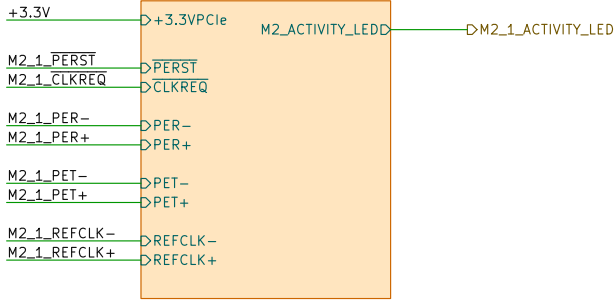 +3.3V
+3.3VPCIe
M2_ACTIVITY_LED
M2_1_ACTIVITY_LED
M2_1_PERST
PERST
M2_1_CLKREQ
CLKREQ
M2_1_PER-
PER-
M2_1_PER+
PER+
M2_1_PET-
PET-
M2_1_PET+
PET+
M2_1_REFCLK-
REFCLK-
M2_1_REFCLK+
REFCLK+